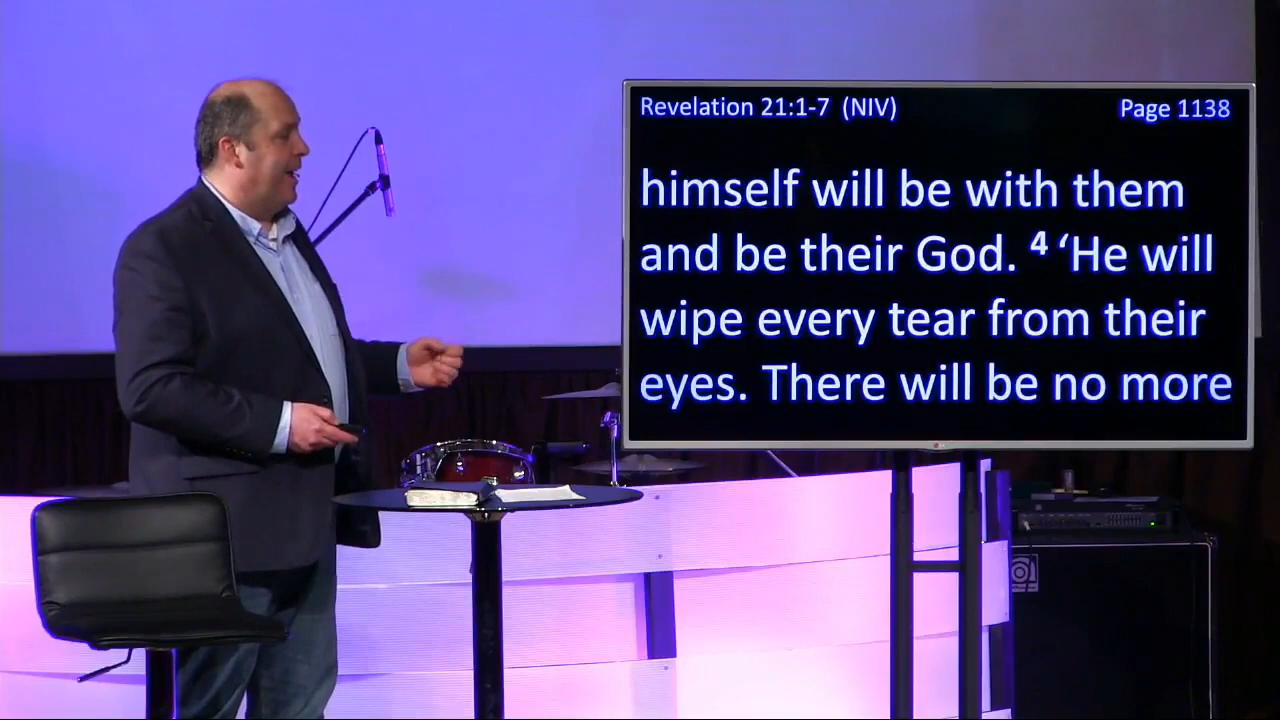 Revelation 21:1-7 (NIV)
Page 1138
himself will be with them
and be their God. ⁴ ‘He will
wipe every tear from their
eyes. There will be no more